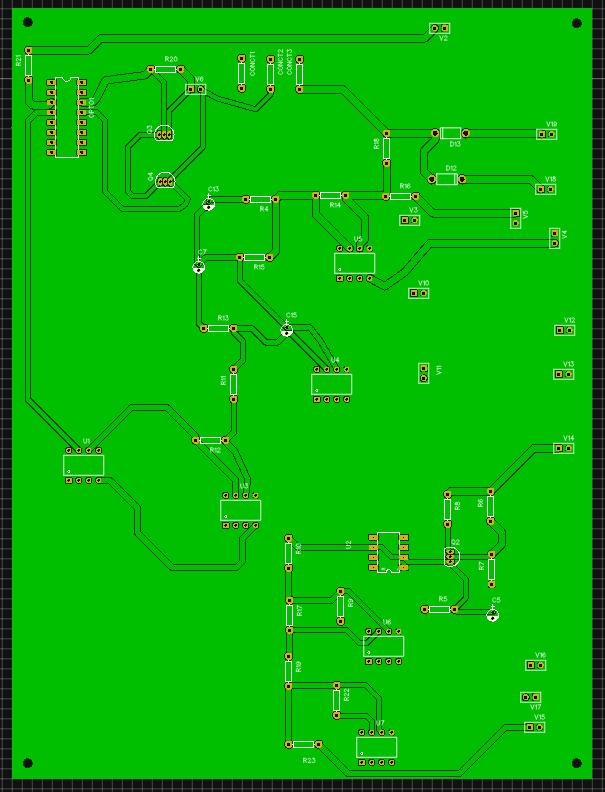 V2
R21
R20
CONCT1
CONCT2
CONCT3
V6
OPTO1
Q3
R18
D13
V19
Q4
D12
V18
C13
R4
R14
R16
V3
V5
V4
U5
C7
R15
V10
C15
R13
V12
U4
R11
V11
V13
U1
R12
V14
U3
R8
R6
R10
U2
Q2
R7
R9
R5
C5
R17
U6
V16
R19
R22
V17
V15
U7
R23